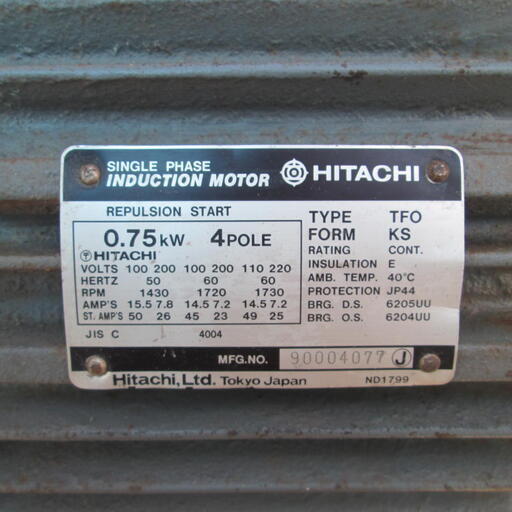 SINGLE PHASE
INDUCTION MOTOR HITACHI
REPULSION START
0.75kW 4POLE
HITACHI
VOLTS 100 200 100 200 110 220
HERTZ 50 60 60
RPM 1430 1720 1730
AMP'S 15.5 7.8 14.5 7.2 14.5 7.2
ST. AMP'S 50 26 45 23 49 25
JIS C 4004
TYPE TFO
FORM KS
RATING CONT.
INSULATION E
AMB. TEMP. 40°C
PROTECTION JP44
BRG. D.S. 6205UU
BRG. O.S. 6204UU
MFG.NO. 90004077 J
Hitachi, Ltd. Tokyo Japan ND1799